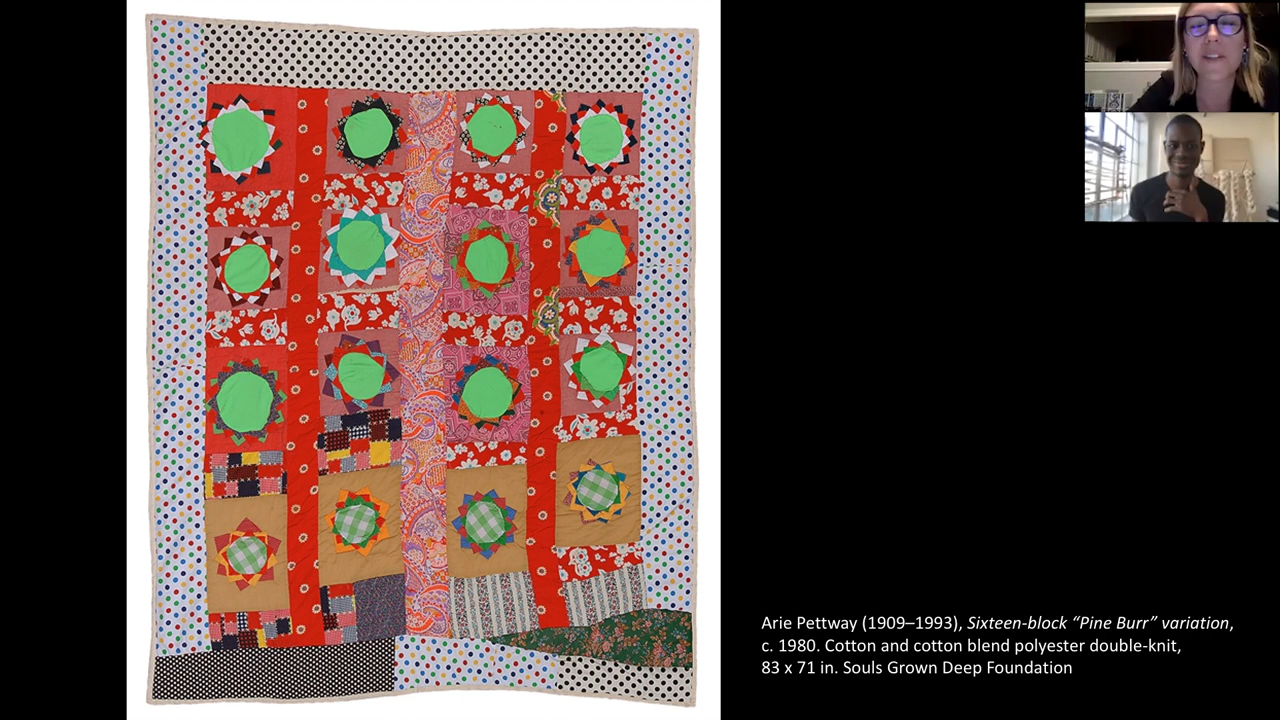 Arie Pettway (1909–1993), Sixteen-block “Pine Burr” variation,
c. 1980. Cotton and cotton blend polyester double-knit,
83 x 71 in. Souls Grown Deep Foundation